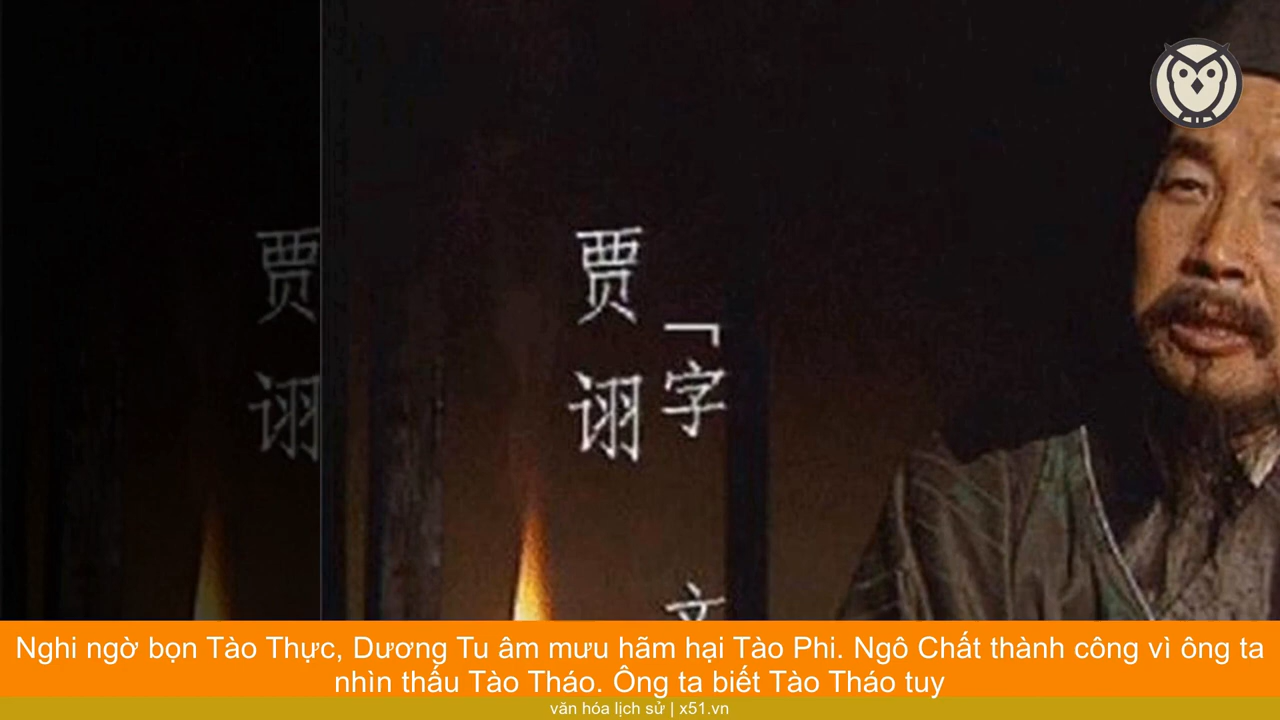 贾诩
贾诩
「字文
Nghi ngờ bọn Tào Thực, Dương Tu âm mưu hãm hại Tào Phi. Ngô Chất thành công vì ông ta
nhìn thấu Tào Tháo. Ông ta biết Tào Tháo tuy
văn hóa lịch sử | x51.vn